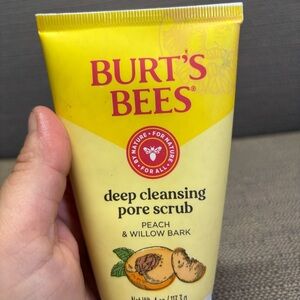 BURT'S
BEES®
BY NATURE • FOR NATURE • FOR ALL •
deep cleansing
pore scrub
PEACH
& WILLOW BARK